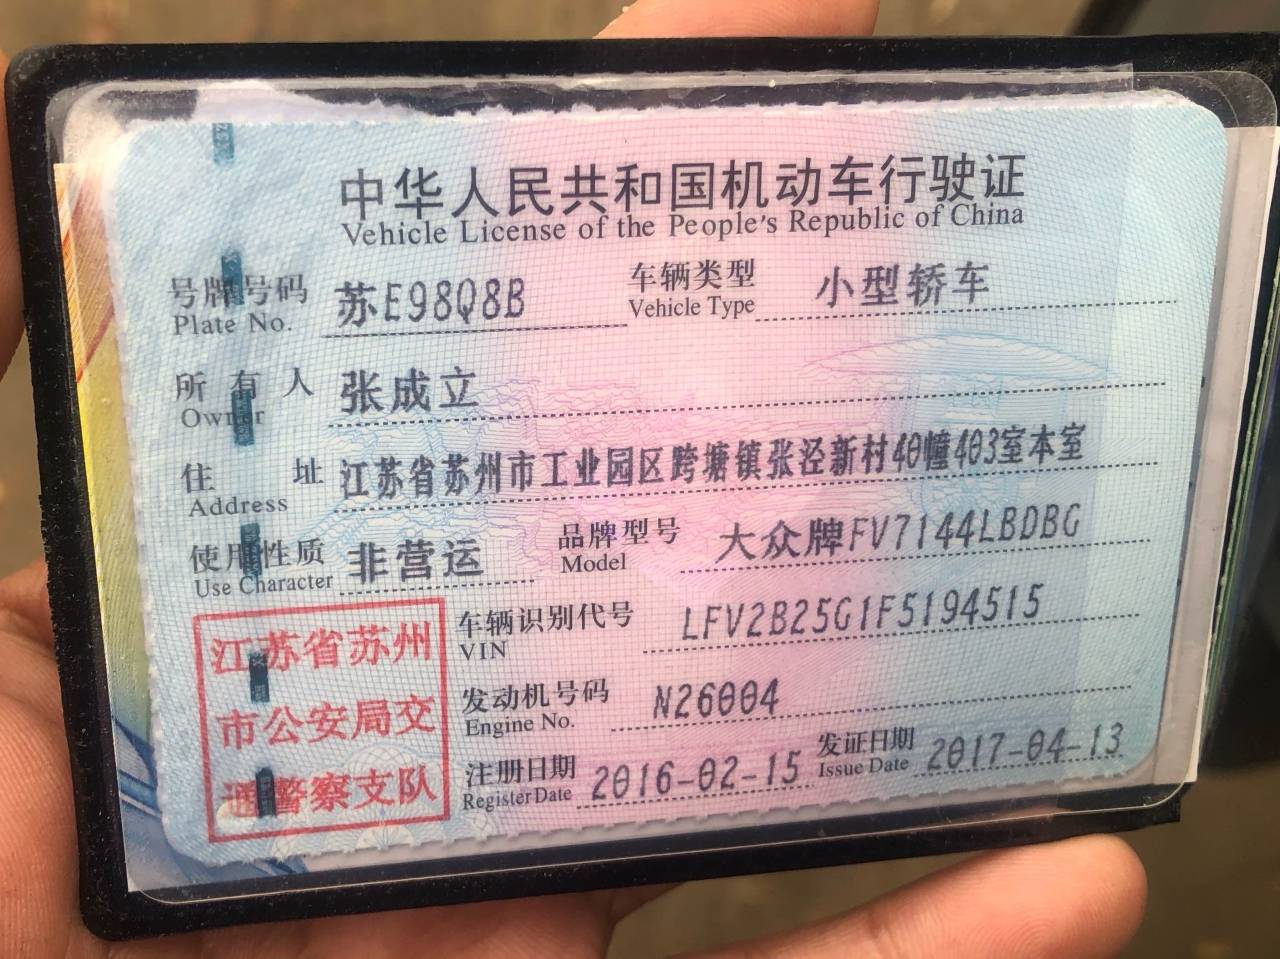 中华人民共和国机动车行驶证
Vehicle License of the People's Republic of China
号牌号码 苏E98Q8B 车辆类型 小型轿车
Plate No. Vehicle Type
所有人 张成立
Owner
住址 江苏省苏州市工业园区跨塘镇张泾新村40幢403室本室
Address
使用性质 非营运 品牌型号 大众牌FV7144LBDBG
Use Character Model
江苏省苏州
市公安局交
通警察支队
车辆识别代号 LFV2B25G1F5194515
VIN
发动机号码 N26004
Engine No.
注册日期 2016-02-15 发证日期 2017-04-13
Register Date Issue Date